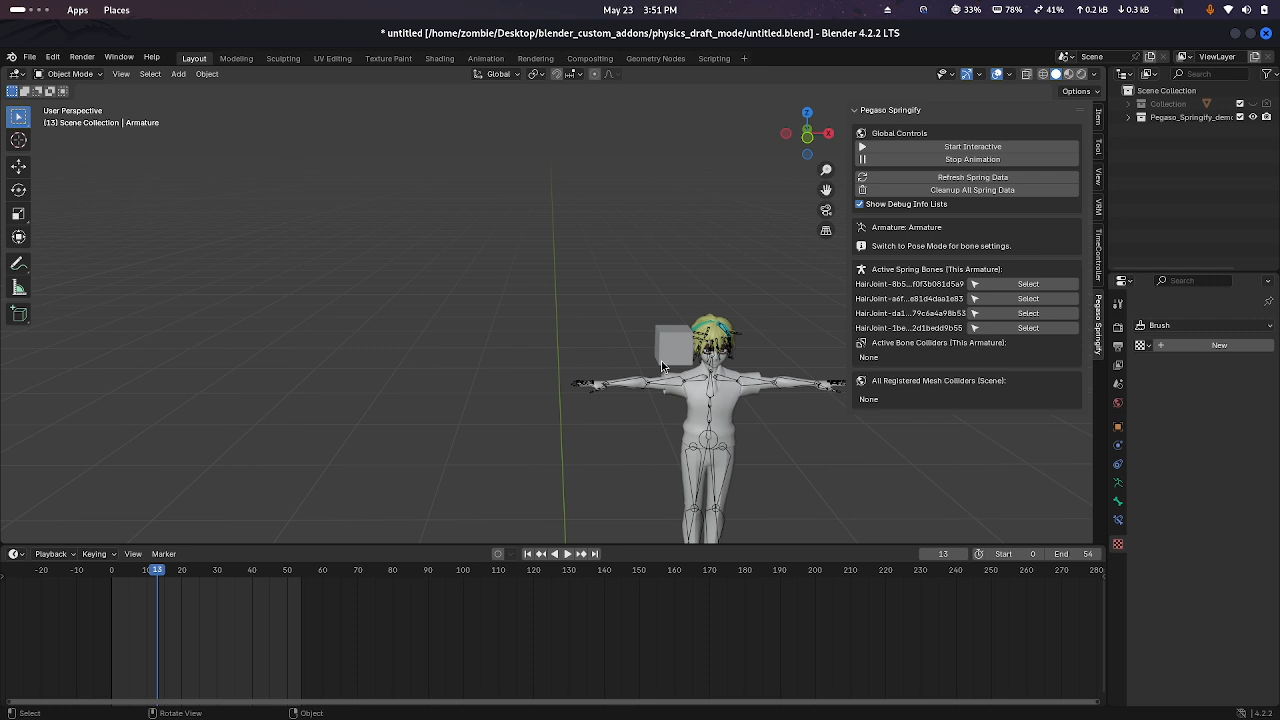 Apps Places May 23 3:51 PM 33% 78% 41% 0.2 kB 0.3 kB en
* untitled [/home/zombie/Desktop/blender_custom_addons/physics_draft_mode/untitled.blend] - Blender 4.2.2 LTS
File Edit Render Window Help Layout Modeling Sculpting UV Editing Texture Paint Shading Animation Rendering Compositing Geometry Nodes Scripting + Scene ViewLayer
Object Mode View Select Add Object Global Search
Options
User Perspective
(13) Scene Collection | Armature
Z
X
Pegaso Springify
Global Controls
Start Interactive
Stop Animation
Refresh Spring Data
Cleanup All Spring Data
Show Debug Info Lists
Armature: Armature
Switch to Pose Mode for bone settings.
Active Spring Bones (This Armature):
HairJoint-8b5...f0f3b081d5a9 Select
HairJoint-a6f...e81d4daa1e83 Select
HairJoint-da1...79c6a4a98b53 Select
HairJoint-1be...2d1bedd9b55 Select
Active Bone Colliders (This Armature):
None
All Registered Mesh Colliders (Scene):
None
Item
Tool
View
VRM
TimeController
Pegaso Springify
Scene Collection
Collection
Pegaso_Springify_demo
Search
Brush
New
Playback Keying View Marker 13 Start 0 End 54
-20 -10 0 13 20 30 40 50 60 70 80 90 100 110 120 130 140 150 160 170 180 190 200 210 220 230 240 250 260 270 280
Select Rotate View Object 4.2.2